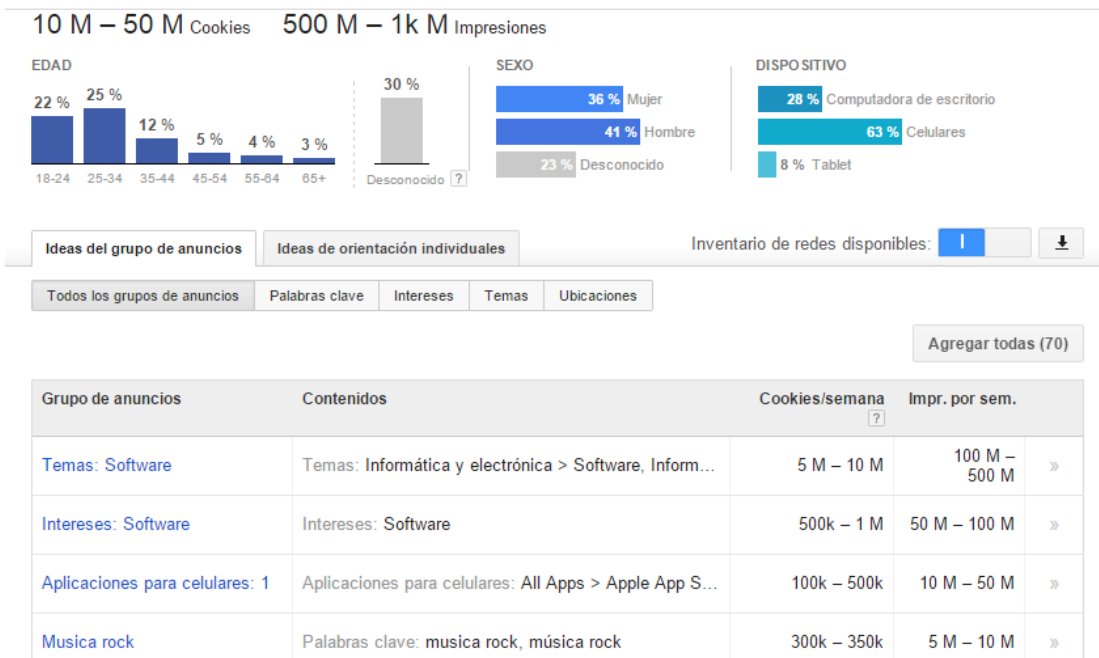 10 M – 50 M Cookies 500 M – 1k M Impresiones
EDAD
22 %
25 %
12 %
5 %
4 %
3 %
30 %
18-24 25-34 35-44 45-54 55-64 65+ Desconocido ?
SEXO
36 % Mujer
41 % Hombre
23 % Desconocido
DISPOSITIVO
28 % Computadora de escritorio
63 % Celulares
8 % Tablet
Ideas del grupo de anuncios Ideas de orientación individuales Inventario de redes disponibles:
Todos los grupos de anuncios Palabras clave Intereses Temas Ubicaciones
Agregar todas (70)
Grupo de anuncios Contenidos Cookies/semana ? Impr. por sem.
Temas: Software Temas: Informática y electrónica > Software, Inform... 5 M – 10 M 100 M – 500 M »
Intereses: Software Intereses: Software 500k – 1 M 50 M – 100 M »
Aplicaciones para celulares: 1 Aplicaciones para celulares: All Apps > Apple App S... 100k – 500k 10 M – 50 M »
Musica rock Palabras clave: musica rock, música rock 300k – 350k 5 M – 10 M »